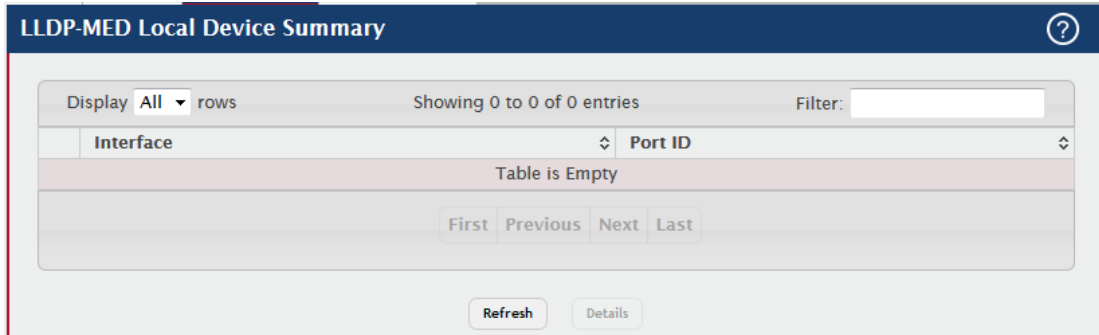 LLDP-MED Local Device Summary ?
Display All rows Showing 0 to 0 of 0 entries Filter:
Interface Port ID
Table is Empty
First Previous Next Last
Refresh Details